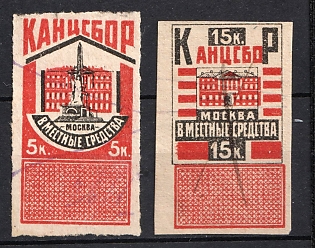 КАНЦСБОР
МОСКВА
В МЕСТНЫЕ СРЕДСТВА
5К. 5К.
15К.
КАНЦСБОР
МОСКВА
В МЕСТНЫЕ СРЕДСТВА
15К.